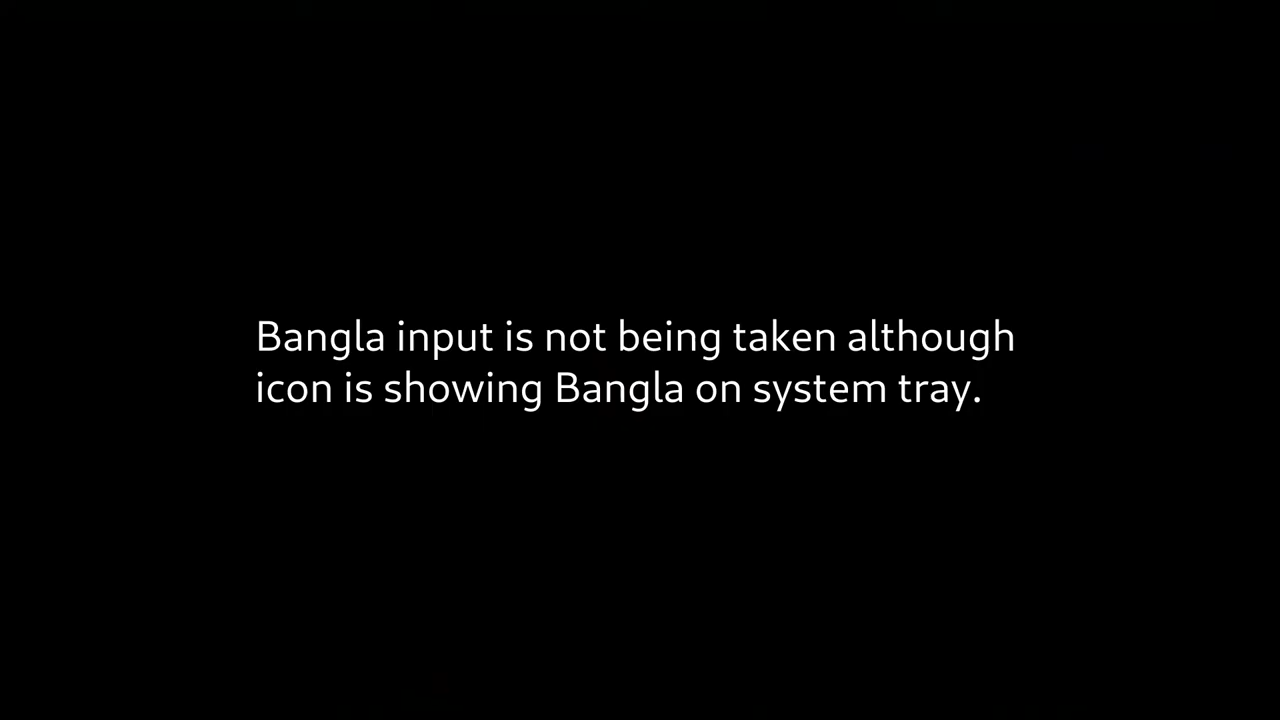 Bangla input is not being taken although
icon is showing Bangla on system tray.